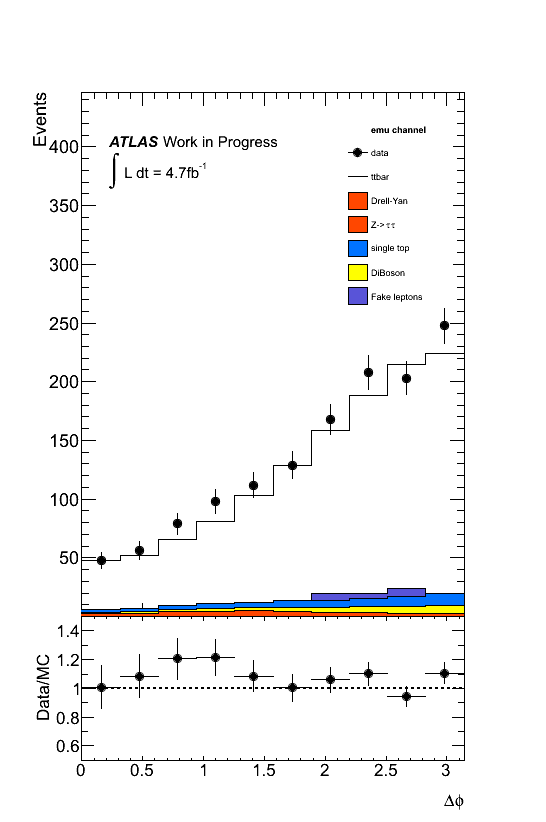 Events
400
350
300
250
200
150
100
50
ATLAS Work in Progress
∫ L dt = 4.7fb⁻¹
emu channel
data
ttbar
Drell-Yan
Z->ττ
single top
DiBoson
Fake leptons
Data/MC
1.4
1.2
1
0.8
0.6
0 0.5 1 1.5 2 2.5 3
Δϕ